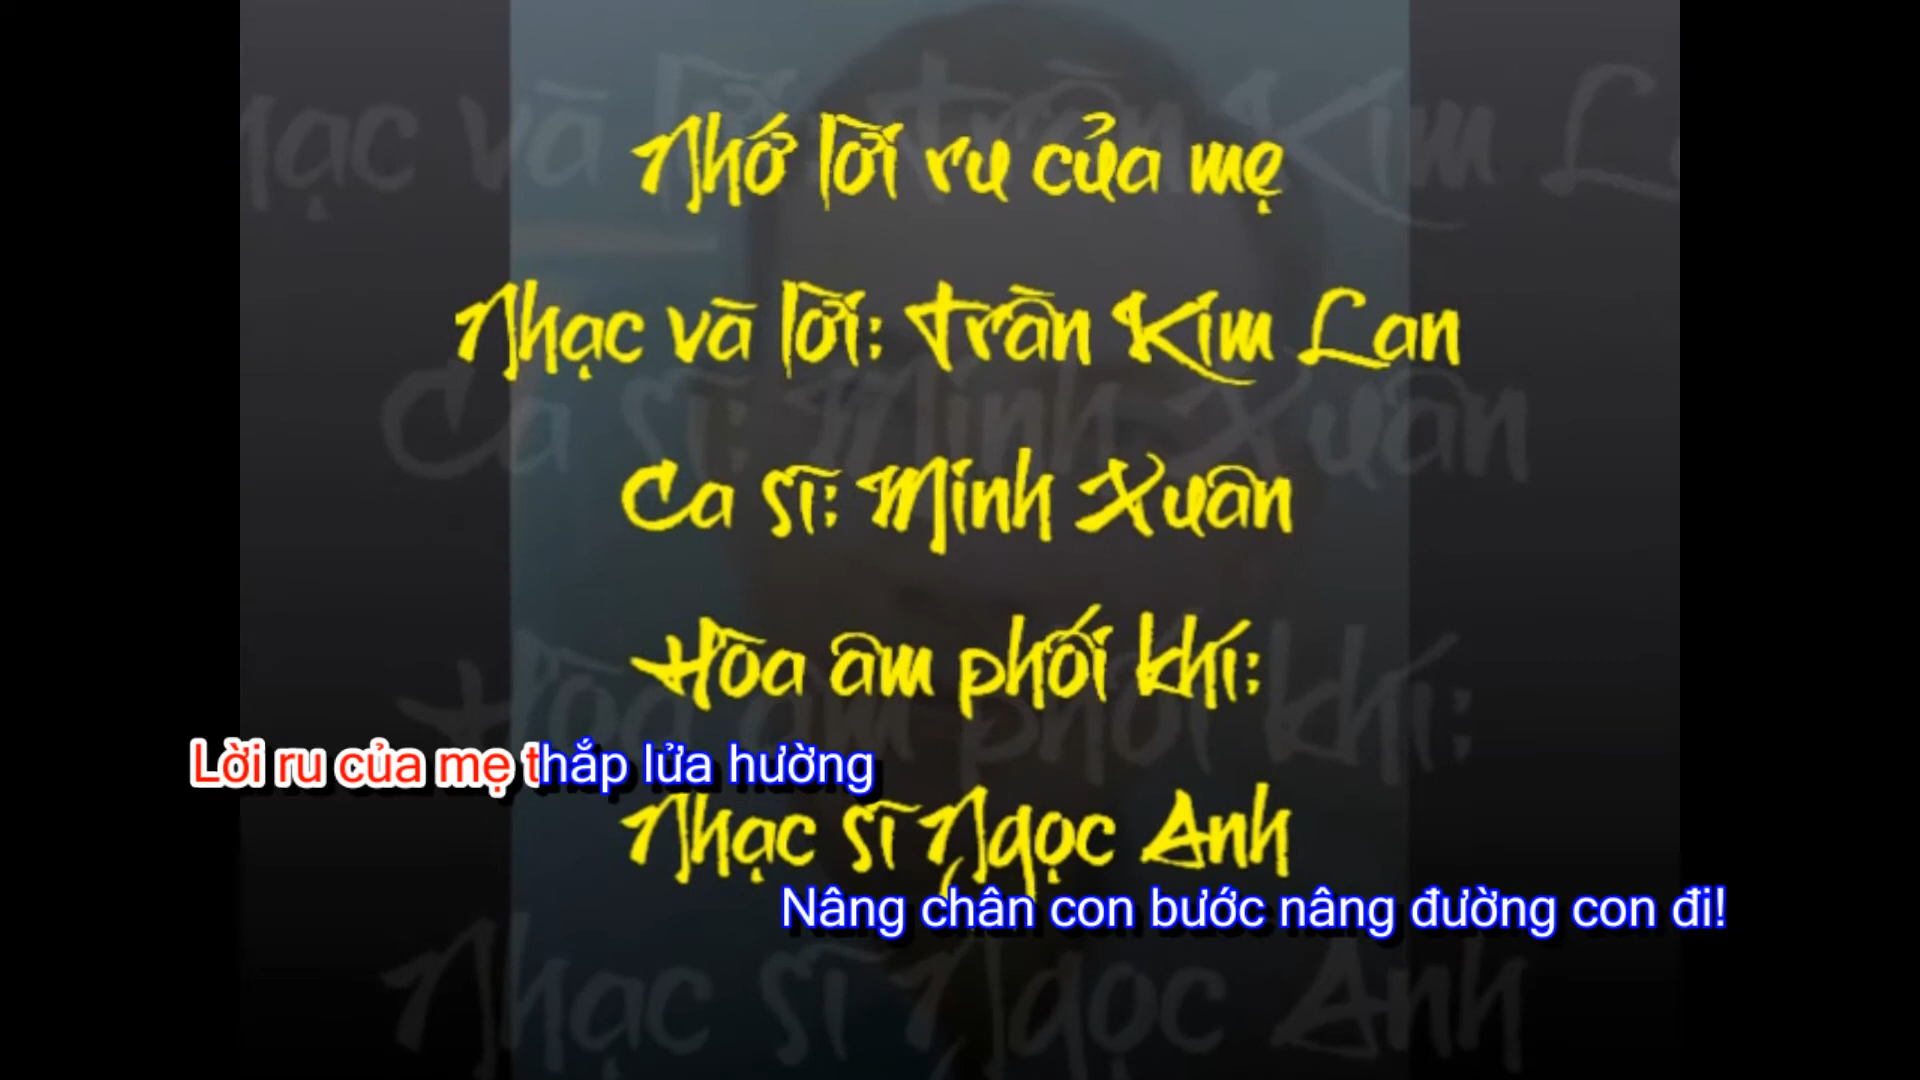 Nhớ lời ru của mẹ
Nhạc và lời: Trần Kim Lan
Ca sĩ: Minh Xuân
Hòa âm phối khí:
Lời ru của mẹ thắp lửa hường
Nhạc sĩ Ngọc Anh
Nâng chân con bước nâng đường con đi!